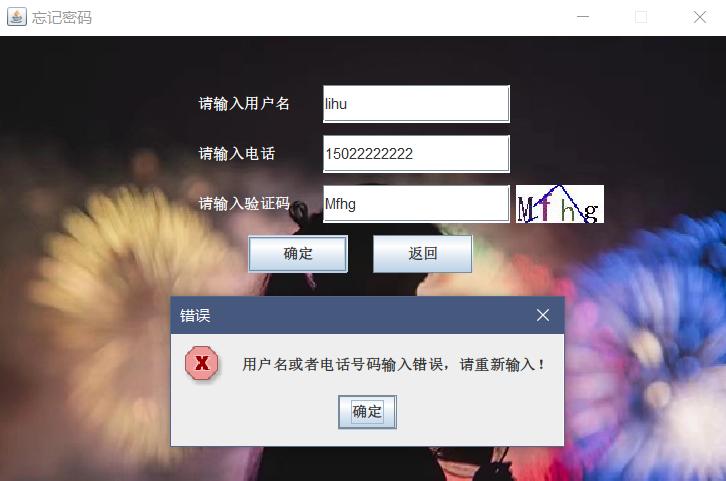 忘记密码
请输入用户名 lihu
请输入电话 15022222222
请输入验证码 Mfhg Mfhg
确定 返回
错误
用户名或者电话号码输入错误，请重新输入！
确定